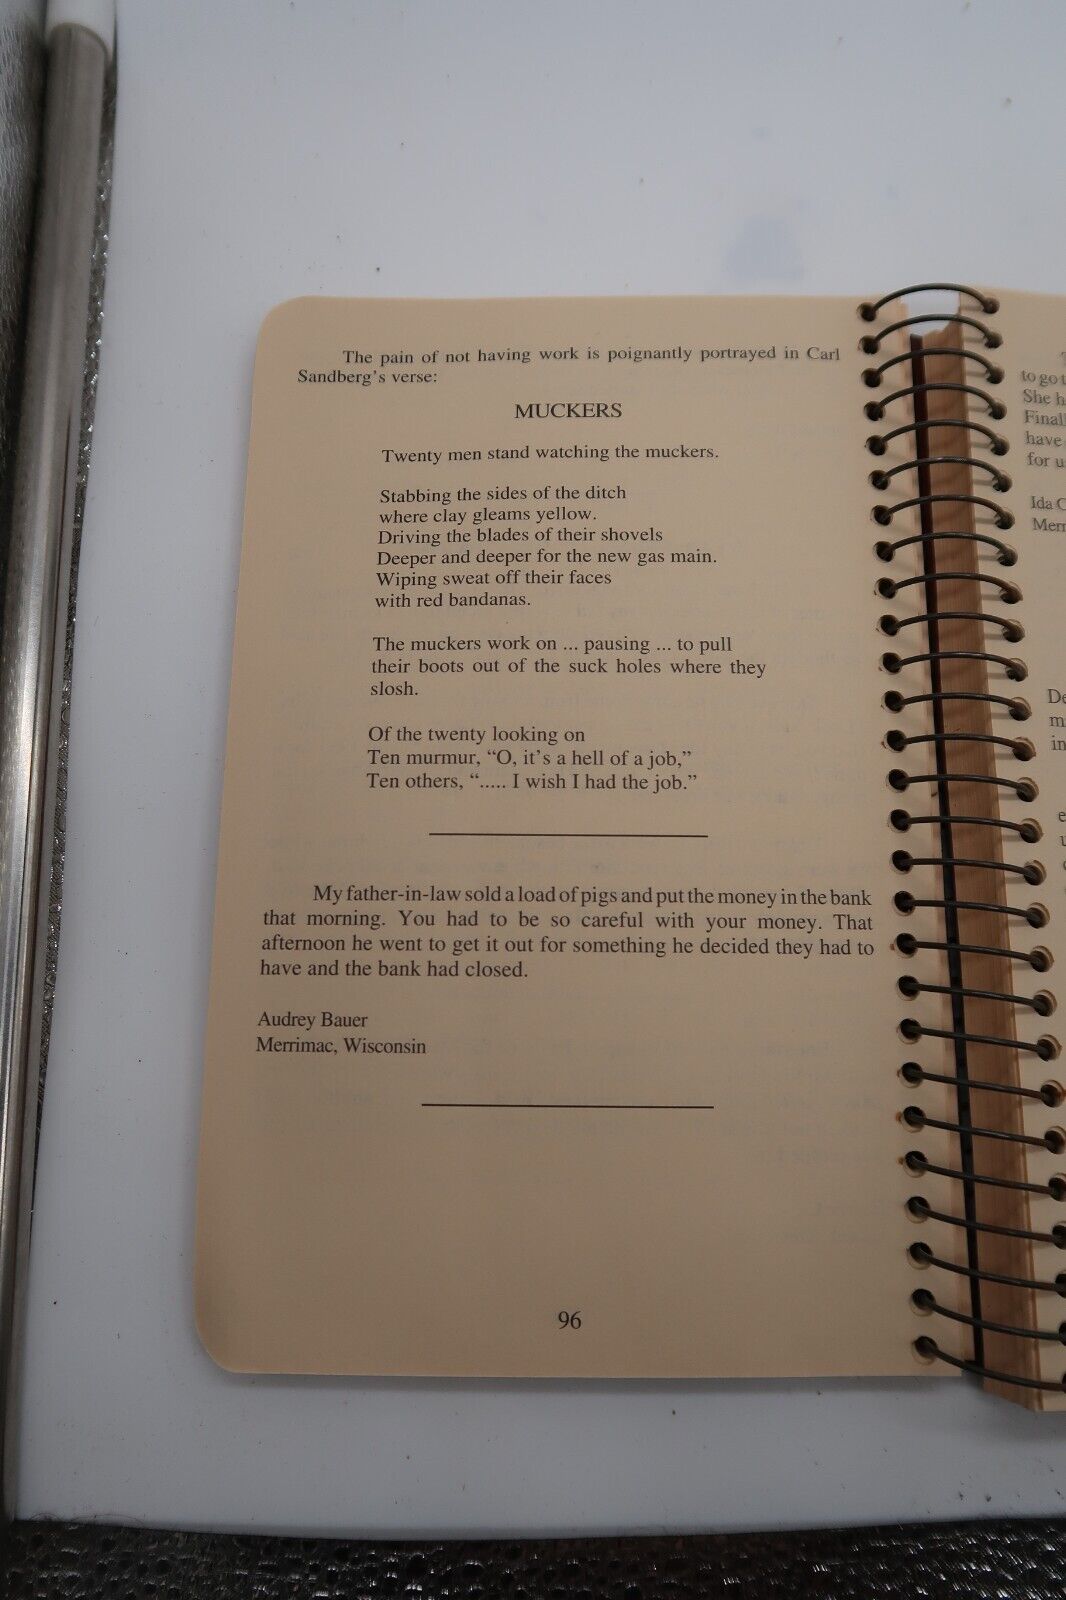 The pain of not having work is poignantly portrayed in Carl
Sandberg's verse:
MUCKERS
Twenty men stand watching the muckers.
Stabbing the sides of the ditch
where clay gleams yellow.
Driving the blades of their shovels
Deeper and deeper for the new gas main.
Wiping sweat off their faces
with red bandanas.
The muckers work on ... pausing ... to pull
their boots out of the suck holes where they
slosh.
Of the twenty looking on
Ten murmur, “O, it's a hell of a job,”
Ten others, “..... I wish I had the job.”
My father-in-law sold a load of pigs and put the money in the bank
that morning. You had to be so careful with your money. That
afternoon he went to get it out for something he decided they had to
have and the bank had closed.
Audrey Bauer
Merrimac, Wisconsin
96
to go
She
have
for
Ida